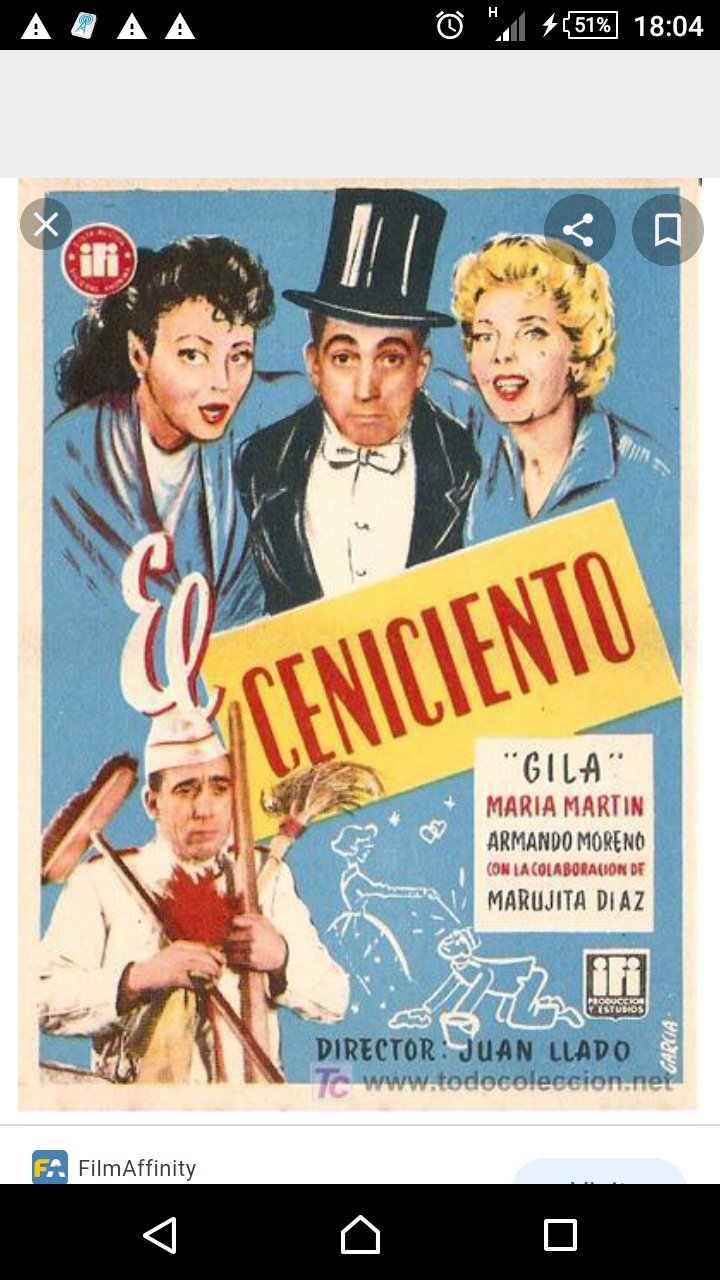 H
51%
18:04
ifi
El
CENICIENTO
"GILA"
MARIA MARTIN
ARMANDO MORENO
CON LA COLABORACION DE
MARUJITA DIAZ
ifi
PRODUCCION
Y ESTUDIOS
DIRECTOR: JUAN LLADO
GARCIA
Tc www.todocoleccion.net
FA FilmAffinity